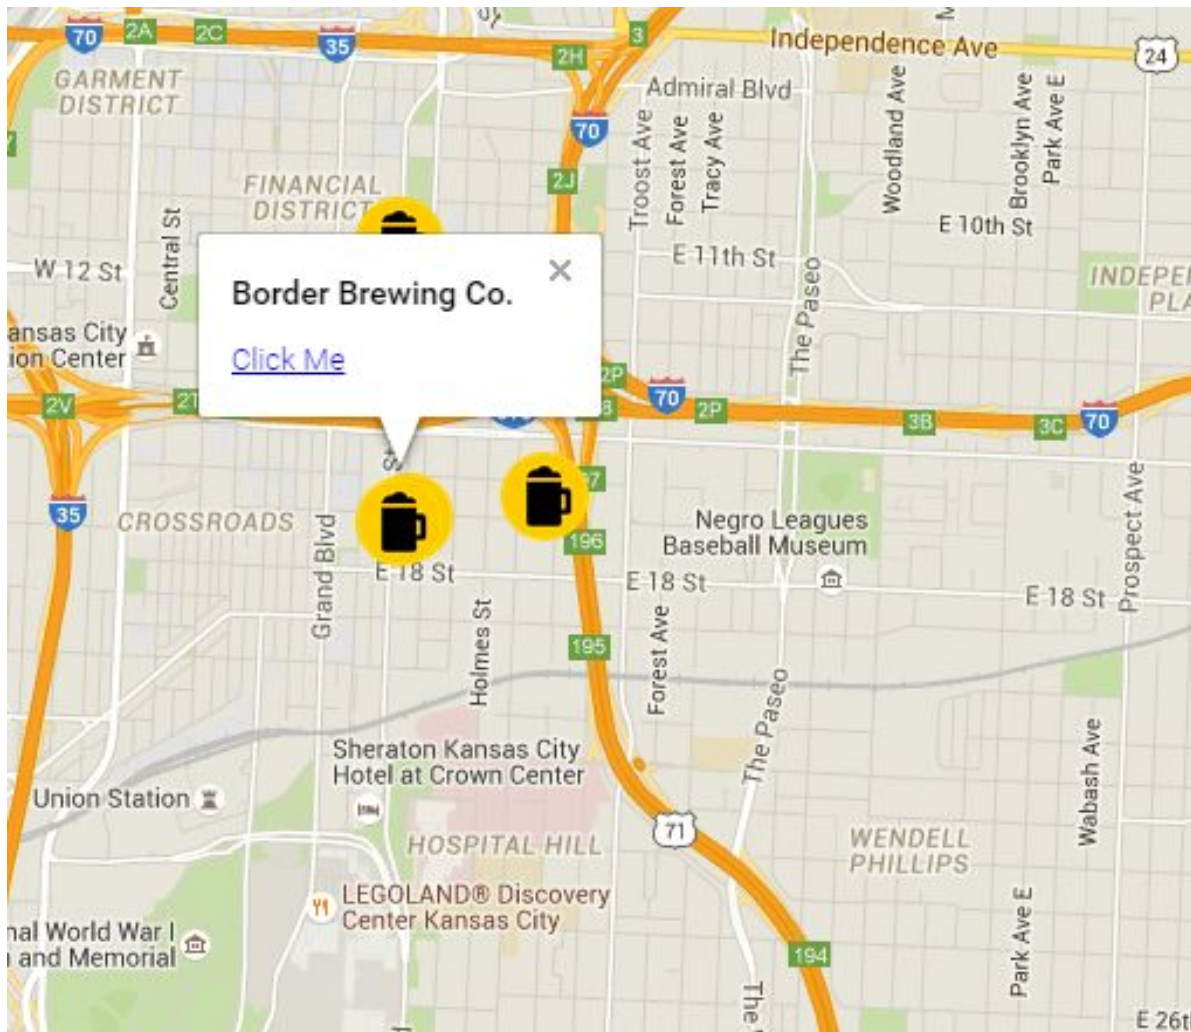 70
2A
2C
35
2H
3
Independence Ave
24
GARMENT
DISTRICT
Admiral Blvd
70
Troost Ave
Forest Ave
Tracy Ave
Woodland Ave
Brooklyn Ave
Park Ave E
FINANCIAL
DISTRICT
2J
Central St
E 10th St
W 12 St
E 11th St
INDEPE
PLA
Border Brewing Co.
Click Me
The Paseo
ansas City
ion Center
2V
2T
2P
70
2P
3B
3C
70
35
CROSSROADS
Grand Blvd
196
Negro Leagues
Baseball Museum
Prospect Ave
E 18 St
E 18 St
E 18 St
Holmes St
195
Forest Ave
The Paseo
Sheraton Kansas City
Hotel at Crown Center
Union Station
Wabash Ave
71
HOSPITAL HILL
WENDELL
PHILLIPS
LEGOLAND® Discovery
Center Kansas City
nal World War I
and Memorial
194
Park Ave E
The
E 26t